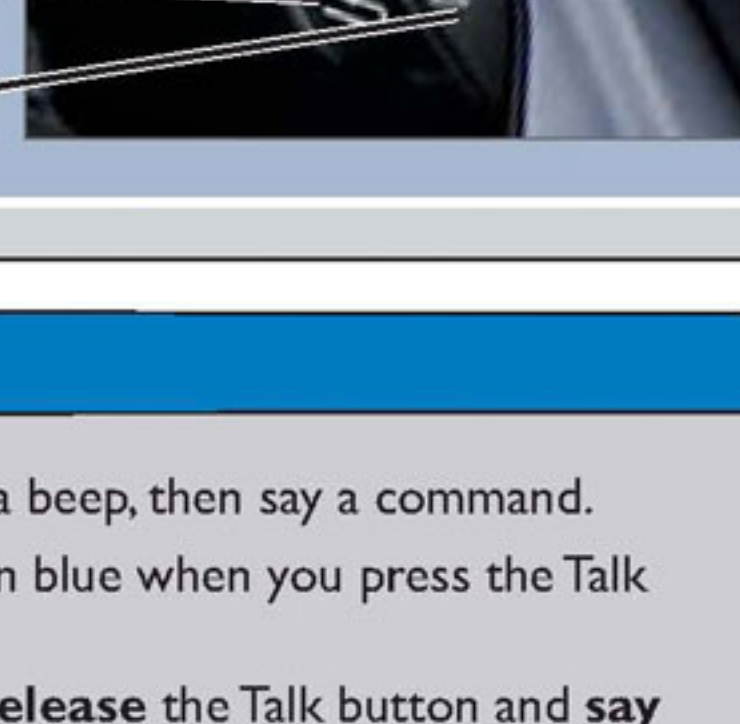 a beep, then say a command.
n blue when you press the Talk
elease the Talk button and say